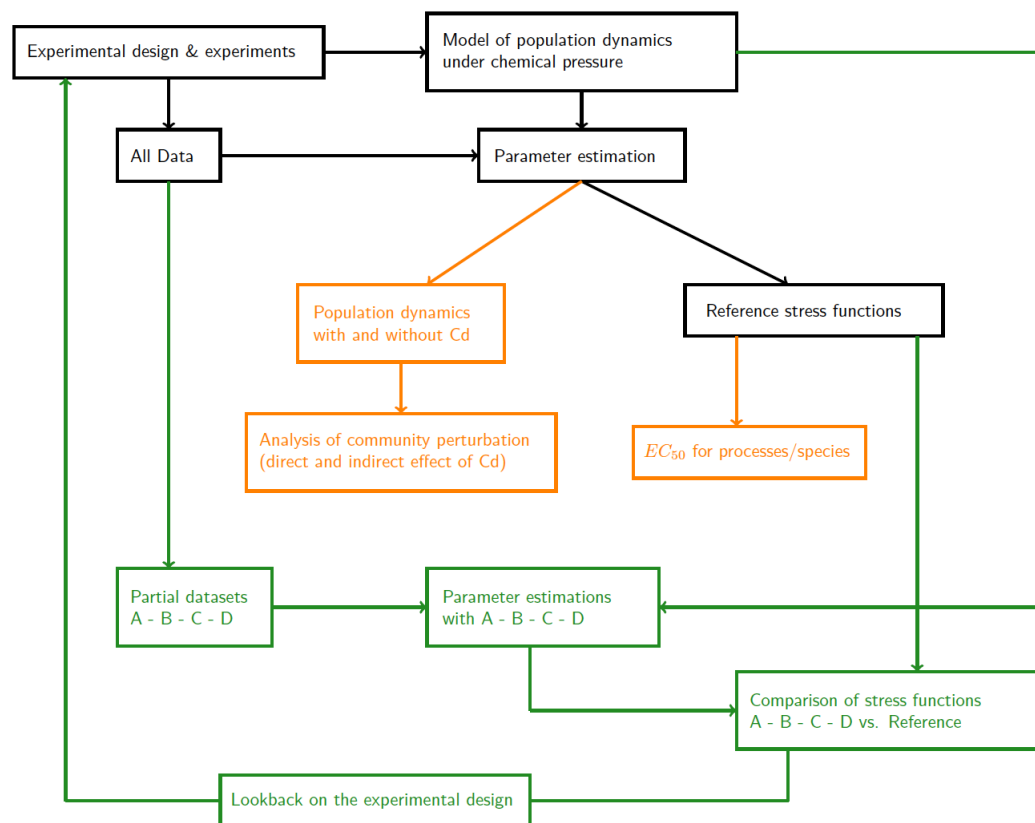 Experimental design & experiments
Model of population dynamics
under chemical pressure
All Data
Parameter estimation
Population dynamics
with and without Cd
Reference stress functions
Analysis of community perturbation
(direct and indirect effect of Cd)
EC50 for processes/species
Partial datasets
A - B - C - D
Parameter estimations
with A - B - C - D
Comparison of stress functions
A - B - C - D vs. Reference
Lookback on the experimental design